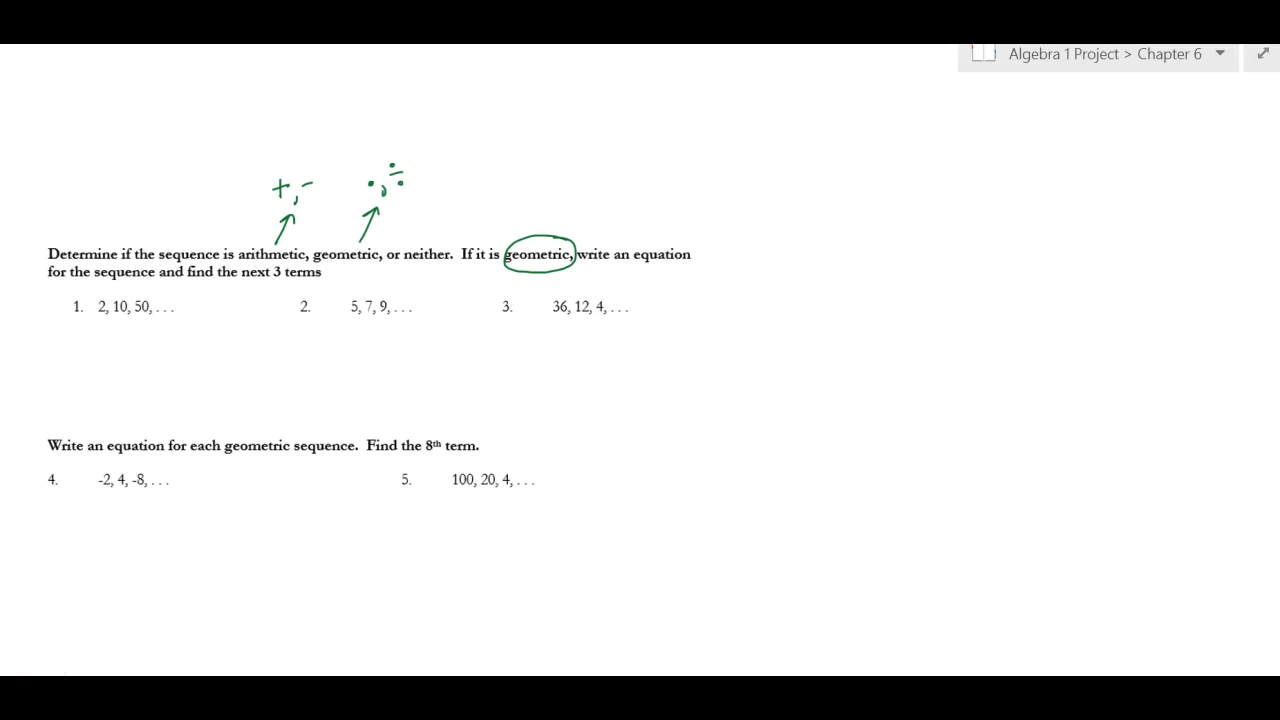 Algebra 1 Project > Chapter 6
+, - ·, ÷
Determine if the sequence is arithmetic, geometric, or neither. If it is geometric, write an equation
for the sequence and find the next 3 terms
1. 2, 10, 50, . . . 2. 5, 7, 9, . . . 3. 36, 12, 4, . . .
Write an equation for each geometric sequence. Find the 8th term.
4. -2, 4, -8, . . . 5. 100, 20, 4, . . .